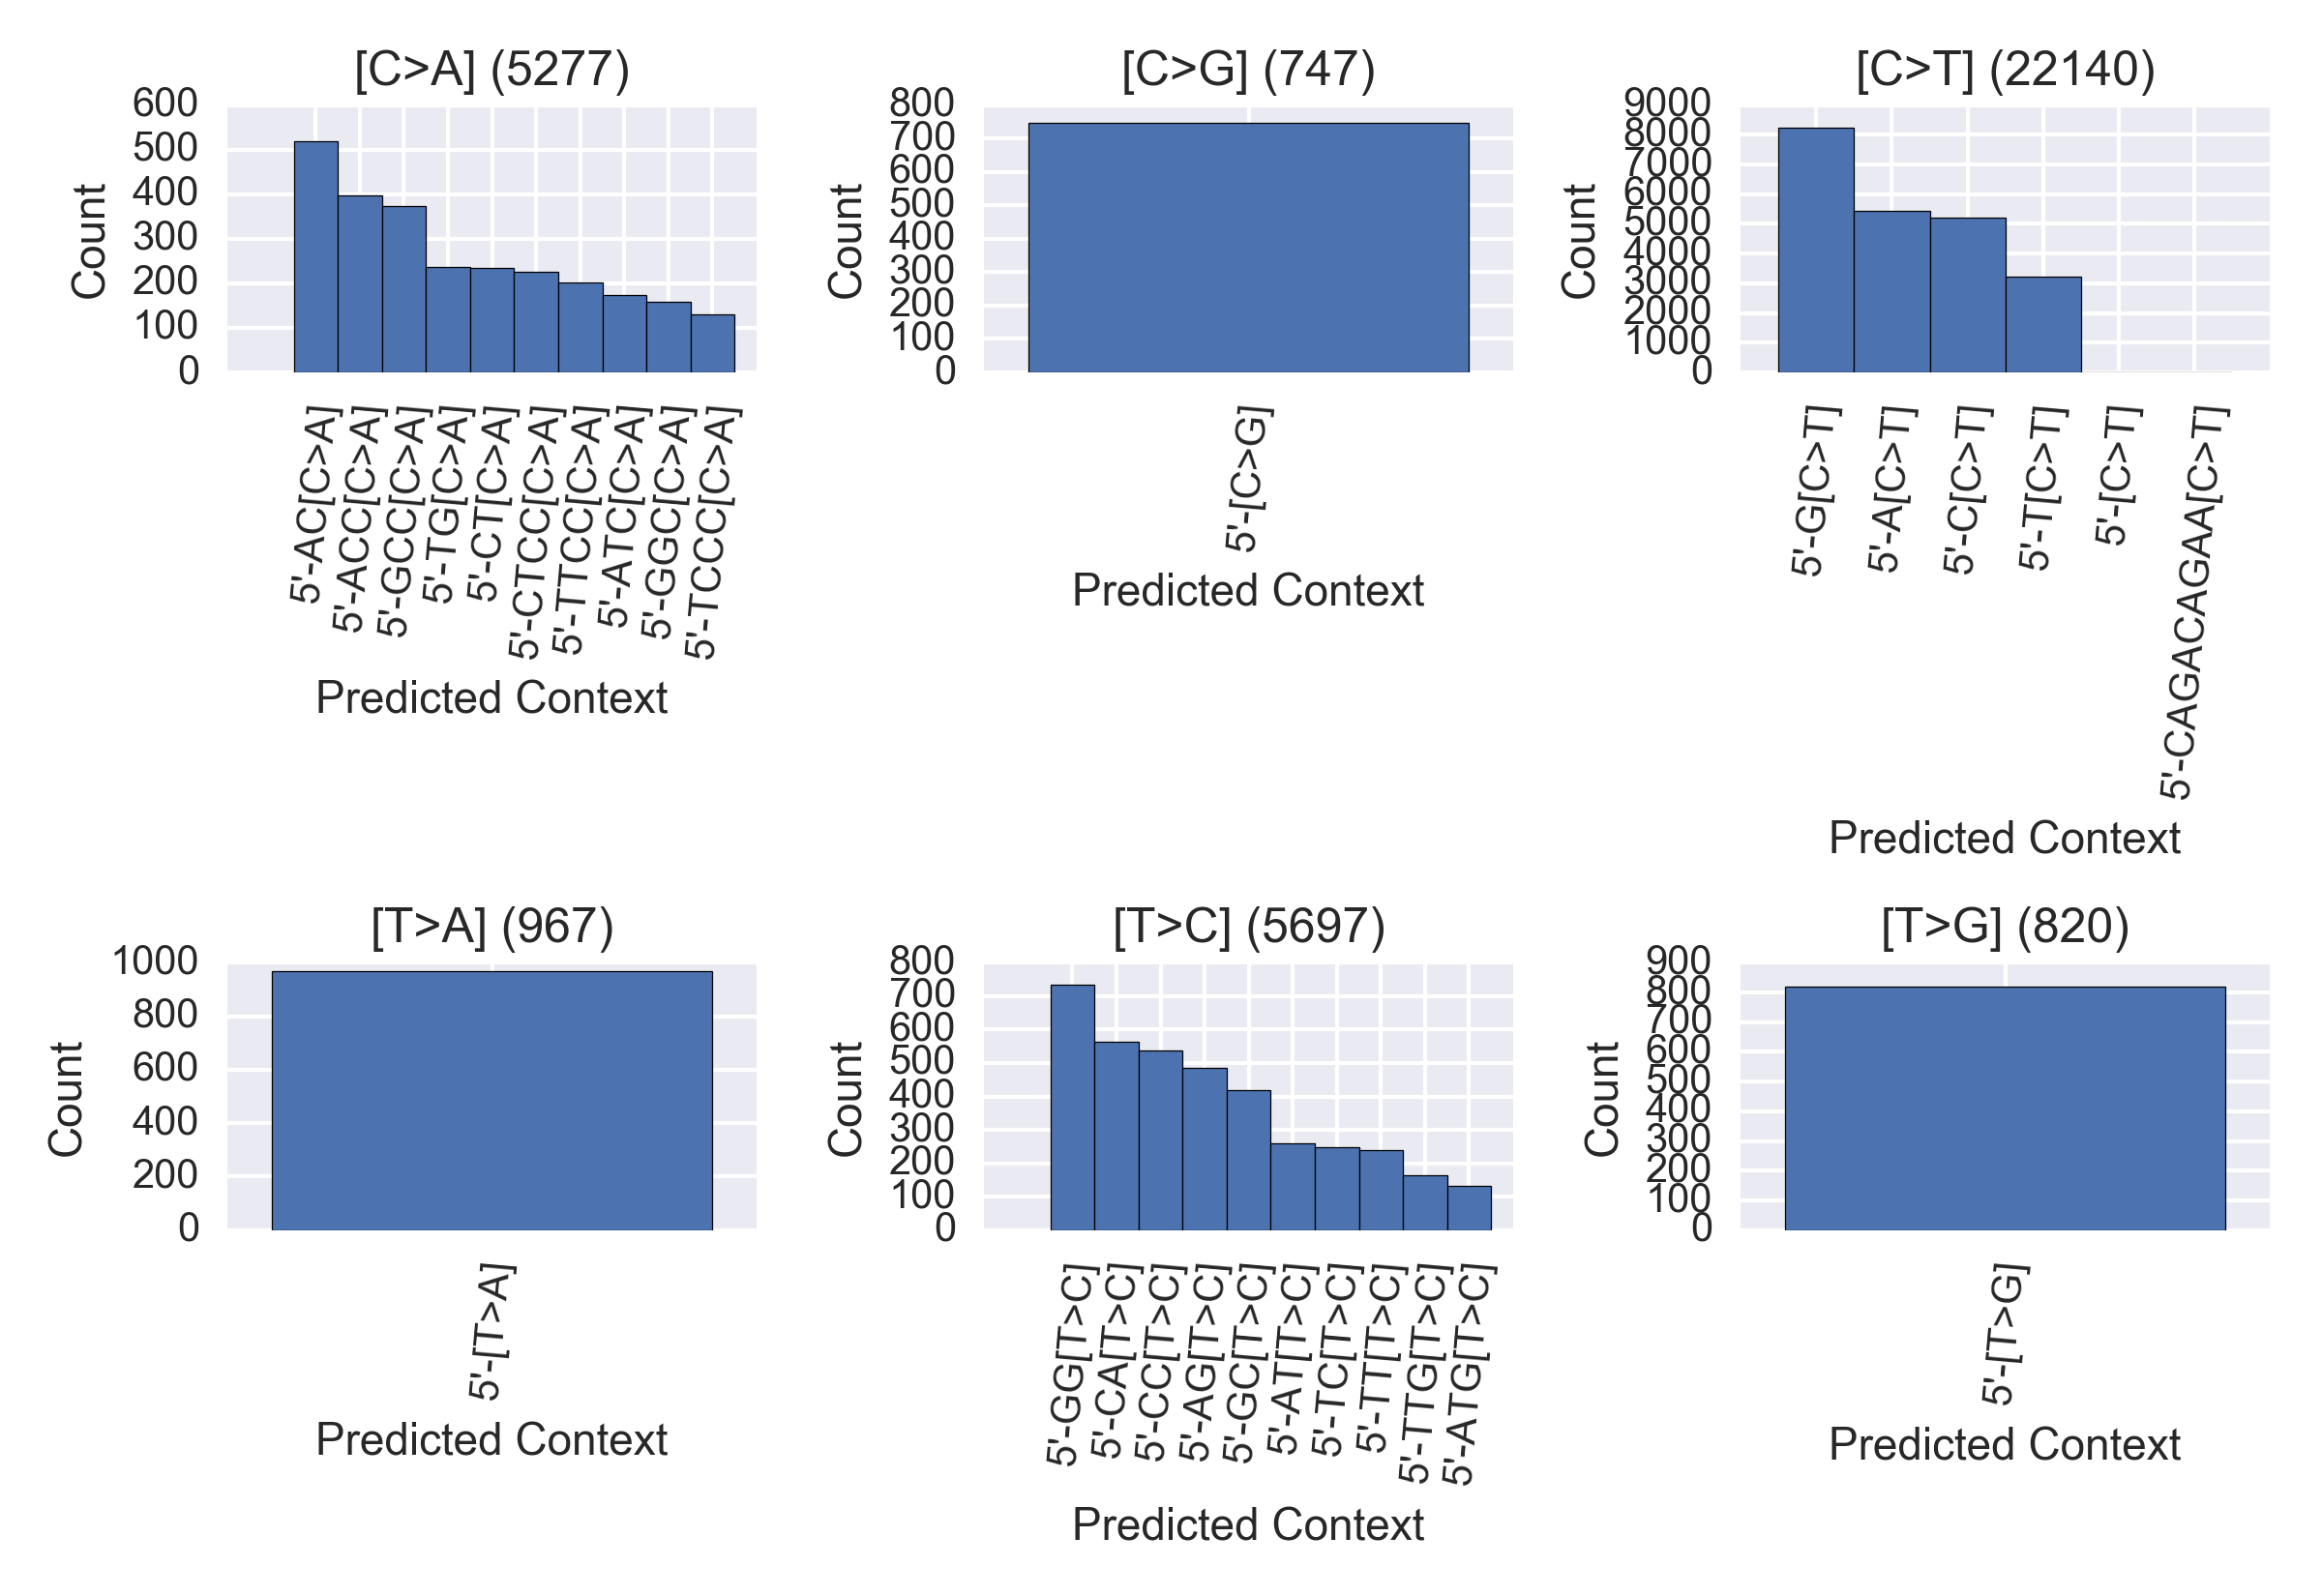 [C>A] (5277)
600
500
400
300
200
100
0
Count
5'-AC[C>A]
5'-ACC[C>A]
5'-GCC[C>A]
5'-TG[C>A]
5'-CT[C>A]
5'-CTCC[C>A]
5'-TTCC[C>A]
5'-ATC[C>A]
5'-GGC[C>A]
5'-TCCC[C>A]
Predicted Context
[C>G] (747)
800
700
600
500
400
300
200
100
0
Count
5'-[C>G]
Predicted Context
[C>T] (22140)
9000
8000
7000
6000
5000
4000
3000
2000
1000
0
Count
5'-G[C>T]
5'-A[C>T]
5'-C[C>T]
5'-T[C>T]
5'-[C>T]
5'-CAGACAGAA[C>T]
Predicted Context
[T>A] (967)
1000
800
600
400
200
0
Count
5'-[T>A]
Predicted Context
[T>C] (5697)
800
700
600
500
400
300
200
100
0
Count
5'-GG[T>C]
5'-CA[T>C]
5'-CC[T>C]
5'-AG[T>C]
5'-GC[T>C]
5'-AT[T>C]
5'-TC[T>C]
5'-TT[T>C]
5'-TTG[T>C]
5'-ATG[T>C]
Predicted Context
[T>G] (820)
900
800
700
600
500
400
300
200
100
0
Count
5'-[T>G]
Predicted Context